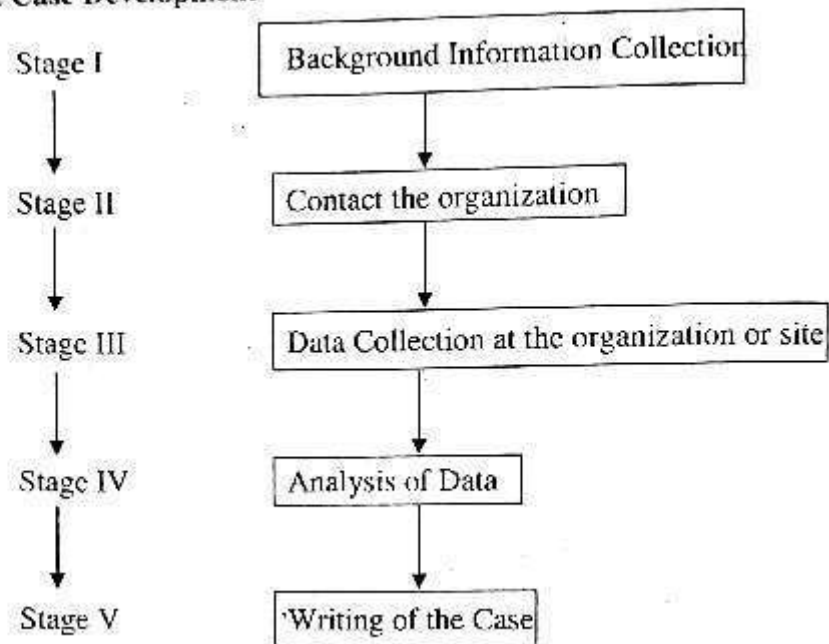 Case Development
Stage I
Background Information Collection
Stage II
Contact the organization
Stage III
Data Collection at the organization or site
Stage IV
Analysis of Data
Stage V
Writing of the Case